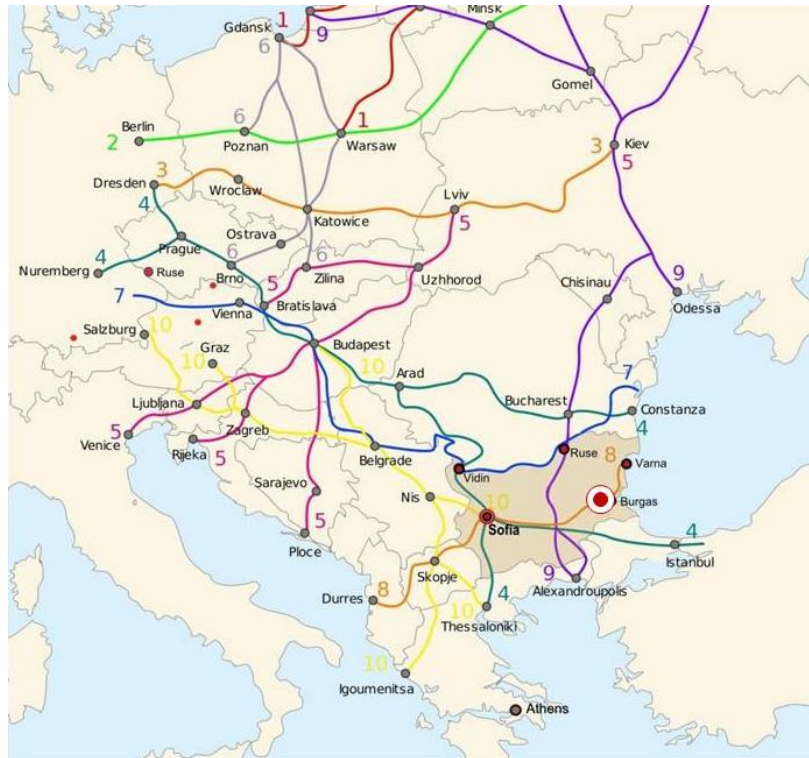 1
Gdansk
9
Minsk
9
6
Gomel
Berlin
2
6
Poznan
1
Warsaw
3
Kiev
5
Dresden
3
4
Wroclaw
Lviv
5
Katowice
Ostrava
Prague
4
Nuremberg
Ruse
6
Brno
6
Zilina
5
Uzhhorod
Chisinau
9
Odessa
7
Vienna
Bratislava
Salzburg
10
Graz
10
Budapest
10
Arad
7
Bucharest
Constanza
4
Ljubljana
Zagreb
5
Venice
Rijeka
5
Belgrade
Vidin
Ruse
8
Varna
Sarajevo
Nis
10
Burgas
Sofia
5
Ploce
4
Istanbul
Skopje
9
Alexandroupolis
8
Durres
10
4
Thessaloniki
10
Igoumenitsa
Athens